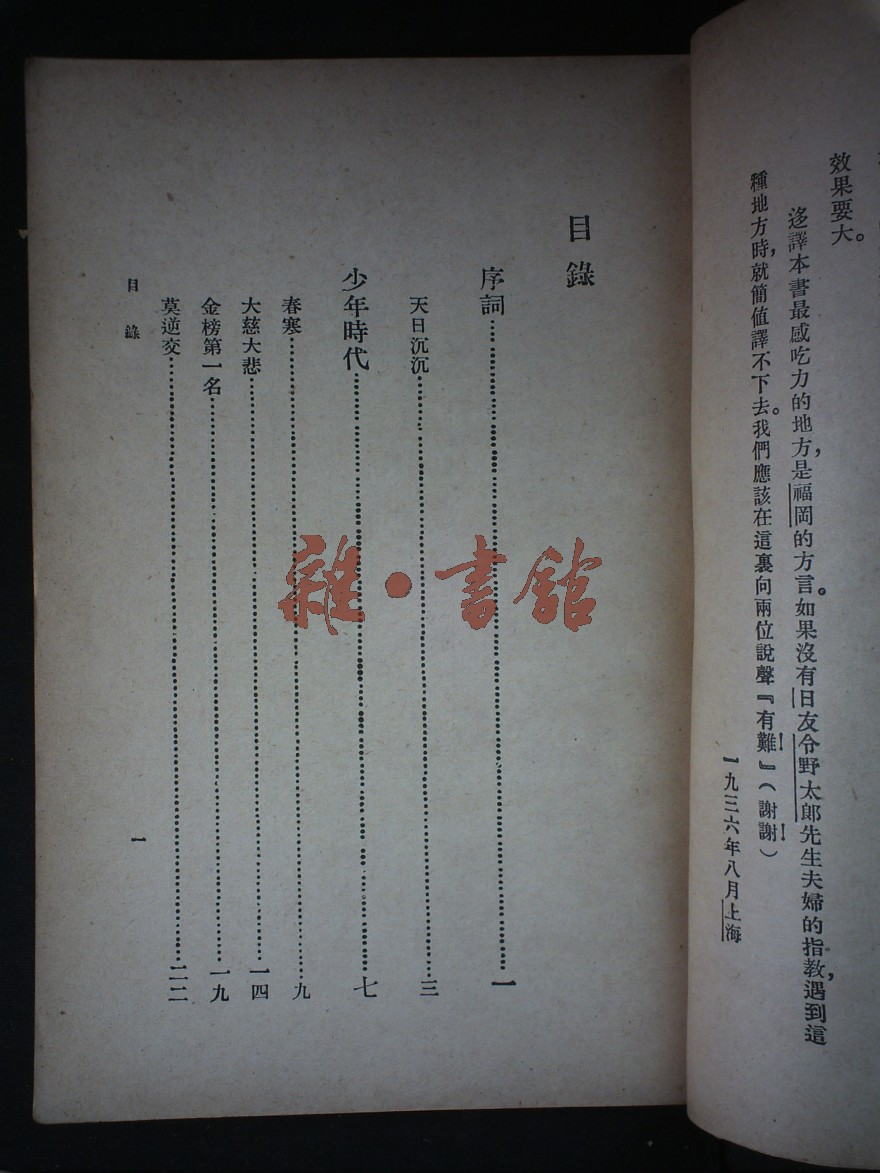 效果要大。
迻譯本書最感吃力的地方，是福岡的方言。如果沒有日友令野太郎先生夫婦的指教，遇到這
種地方時，就簡值譯不下去。我們應該在這裏向兩位說聲『有難！』（謝謝！）
一九三六年八月上海
目錄
序詞……一
天日沉沉……三
少年時代……七
春寒……九
大慈大悲……一四
金榜第一名……一九
莫逆交……二二
目錄
一
雜·書館